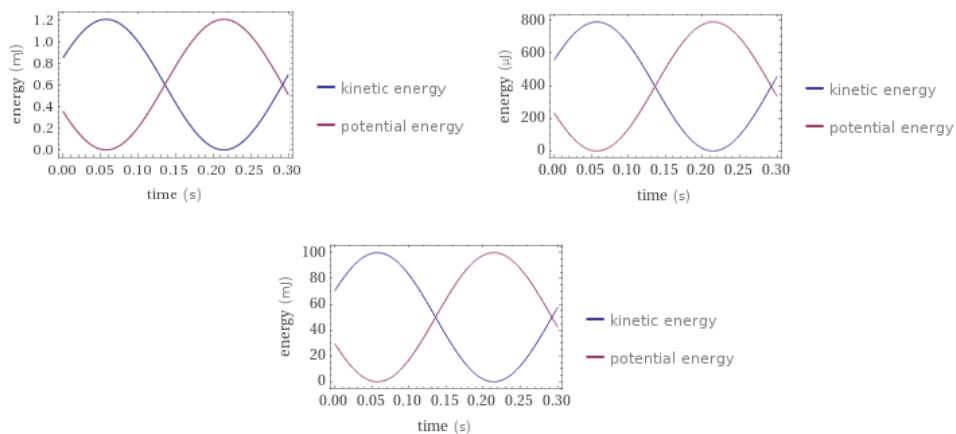 1.2
1.0
0.8
0.6
0.4
0.2
0.0
energy (mJ)
0.00 0.05 0.10 0.15 0.20 0.25 0.30
time (s)
kinetic energy
potential energy
800
600
400
200
0
energy (μJ)
0.00 0.05 0.10 0.15 0.20 0.25 0.30
time (s)
kinetic energy
potential energy
100
80
60
40
20
0
energy (mJ)
0.00 0.05 0.10 0.15 0.20 0.25 0.30
time (s)
kinetic energy
potential energy